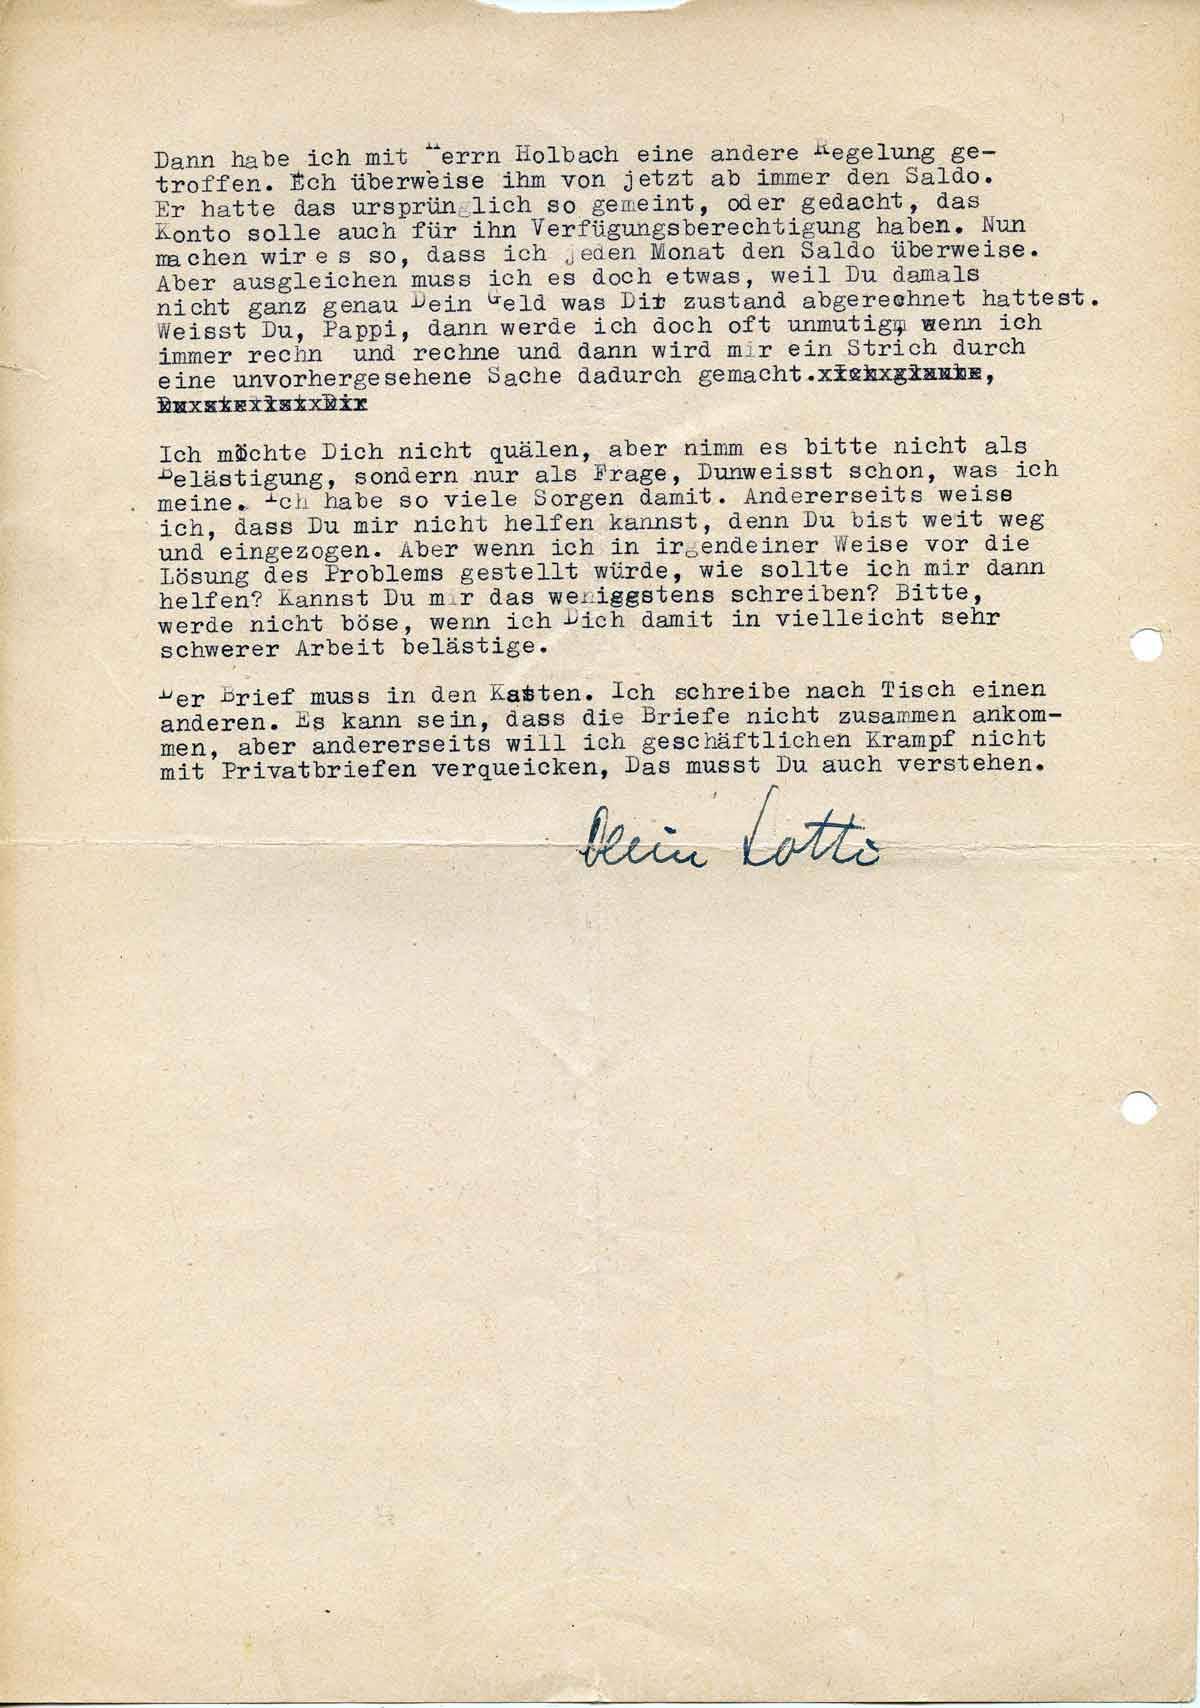 Dann habe ich mit Herrn Holbach eine andere Regelung ge-
troffen. Ich überweise ihm von jetzt ab immer den Saldo.
Er hatte das ursprünglich so gemeint, oder gedacht, das
Konto solle auch für ihn Verfügungsberechtigung haben. Nun
machen wir es so, dass ich jeden Monat den Saldo überweise.
Aber ausgleichen muss ich es doch etwas, weil Du damals
nicht ganz genau Dein Geld was Dir zustand abgerechnet hattest.
Weisst Du, Pappi, dann werde ich doch oft unmutig, wenn ich
immer rechn und rechne und dann wird mir ein Strich durch
eine unvorhergesehene Sache dadurch gemacht. Ich glaube,
Du stellst Dir
Ich möchte Dich nicht quälen, aber nimm es bitte nicht als
Belästigung, sondern nur als Frage, Dunweisst schon, was ich
meine. Ich habe so viele Sorgen damit. Andererseits weiss
ich, dass Du mir nicht helfen kannst, denn Du bist weit weg
und eingezogen. Aber wenn ich in irgendeiner Weise vor die
Lösung des Problems gestellt würde, wie sollte ich mir dann
helfen? Kannst Du mir das weniggstens schreiben? Bitte,
werde nicht böse, wenn ich Dich damit in vielleicht sehr
schwerer Arbeit belästige.
Der Brief muss in den Kasten. Ich schreibe nach Tisch einen
anderen. Es kann sein, dass die Briefe nicht zusammen ankom-
men, aber andererseits will ich geschäftlichen Krampf nicht
mit Privatbriefen verqueicken, Das musst Du auch verstehen.
Dein Lotti